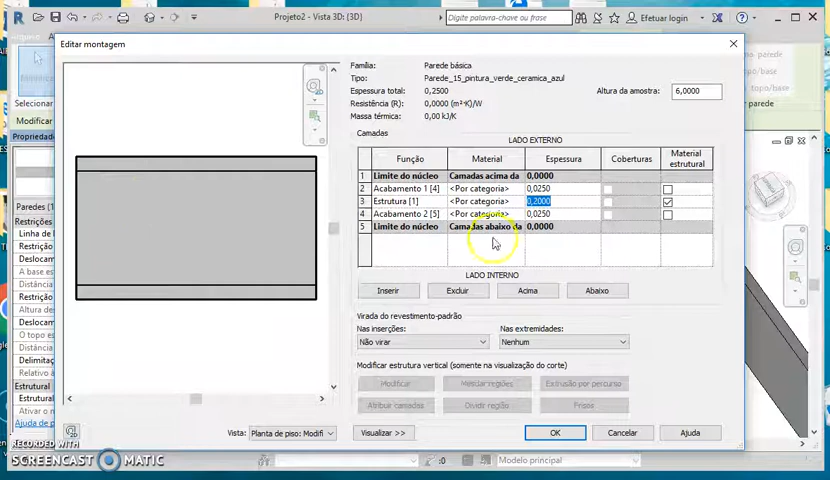 Projeto2 - Vista 3D: {3D}
Digite palavra-chave ou frase
Efetuar login
Editar montagem
Família:
Parede básica
Tipo:
Parede_15_pintura_verde_ceramica_azul
Espessura total:
0,2500
Altura da amostra:
6,0000
Resistência (R):
0,0000 (m²·K)/W
Massa térmica:
0,00 kJ/K
Camadas
LADO EXTERNO
Função
Material
Espessura
Coberturas
Material estrutural
1 Limite do núcleo Camadas acima da 0,0000
2 Acabamento 1 [4] <Por categoria> 0,0250
3 Estrutura [1] <Por categoria> 0,2000
4 Acabamento 2 [5] <Por categoria> 0,0250
5 Limite do núcleo Camadas abaixo da 0,0000
LADO INTERNO
Inserir
Excluir
Acima
Abaixo
Virada do revestimento-padrão
Nas inserções:
Nas extremidades:
Não virar
Nenhum
Modificar estrutura vertical (somente na visualização do corte)
Modificar
Mesclar regiões
Extrusão por percurso
Atribuir camadas
Dividir região
Frisos
Vista:
Planta de piso: Modifi
Visualizar >>
OK
Cancelar
Ajuda
Selecionar
Modificar
Propriedade
Paredes (1
Restrições
Linha de
Restrição
Deslocam
A base es
Distância
Restrição
Altura de
Deslocam
O topo es
Distância
Delimita
Estrutural
Estrutural
Ativar o
Ajuda de p
parede
topo/base
topo/base
parede
:0
Modelo principal
RECORDED WITH
SCREENCAST MATIC